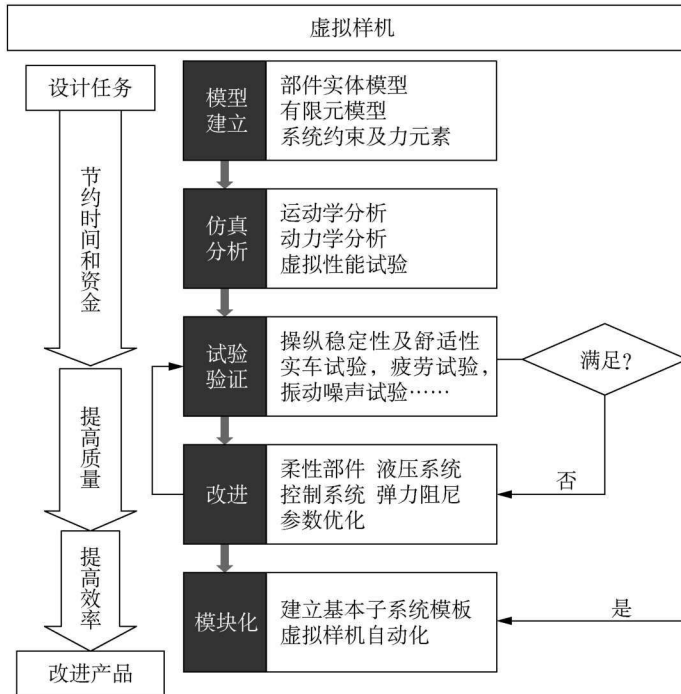 虚拟样机
设计任务
节约时间和资金
提高质量
提高效率
改进产品
模型
建立
部件实体模型
有限元模型
系统约束及力元素
仿真
分析
运动学分析
动力学分析
虚拟性能试验
试验
验证
操纵稳定性及舒适性
实车试验，疲劳试验，
振动噪声试验……
满足?
否
改进
柔性部件 液压系统
控制系统 弹力阻尼
参数优化
是
模块化
建立基本子系统模板
虚拟样机自动化